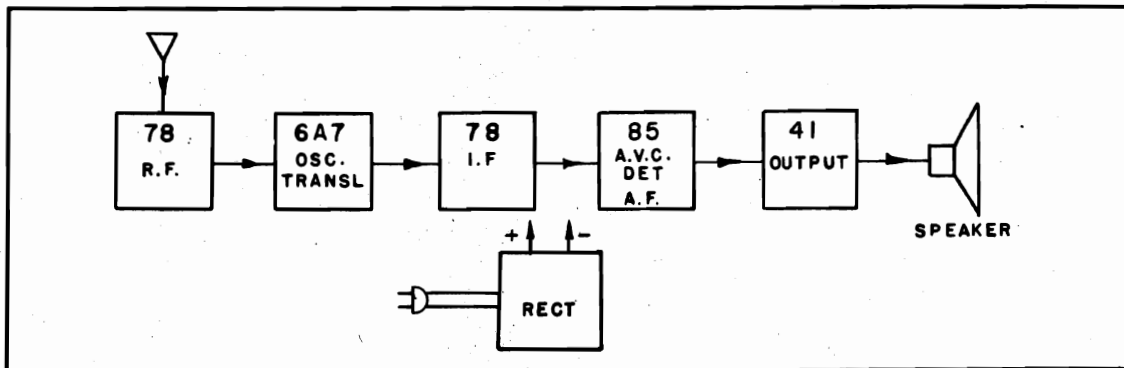 78
R.F.
6A7
OSC.
TRANSL
78
I.F
85
A.V.C.
DET
A.F.
41
OUTPUT
SPEAKER
+ -
RECT